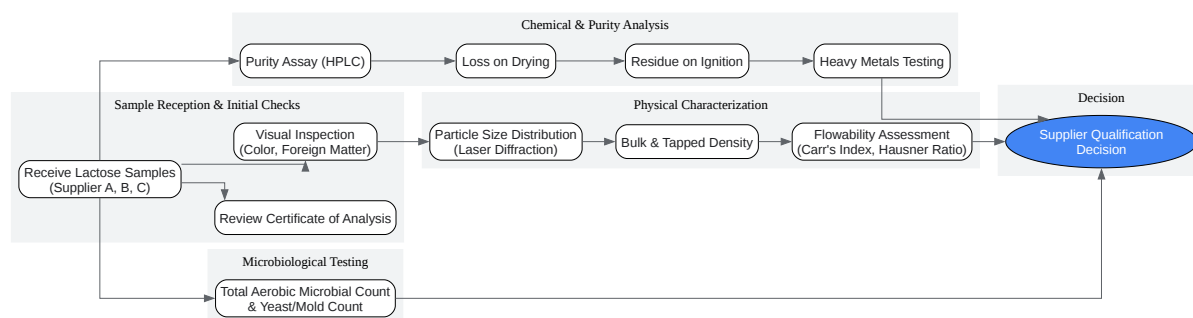 Chemical & Purity Analysis
Purity Assay (HPLC)
Loss on Drying
Residue on Ignition
Heavy Metals Testing
Sample Reception & Initial Checks
Visual Inspection
(Color, Foreign Matter)
Receive Lactose Samples
(Supplier A, B, C)
Review Certificate of Analysis
Physical Characterization
Particle Size Distribution
(Laser Diffraction)
Bulk & Tapped Density
Flowability Assessment
(Carr's Index, Hausner Ratio)
Decision
Supplier Qualification
Decision
Microbiological Testing
Total Aerobic Microbial Count
& Yeast/Mold Count